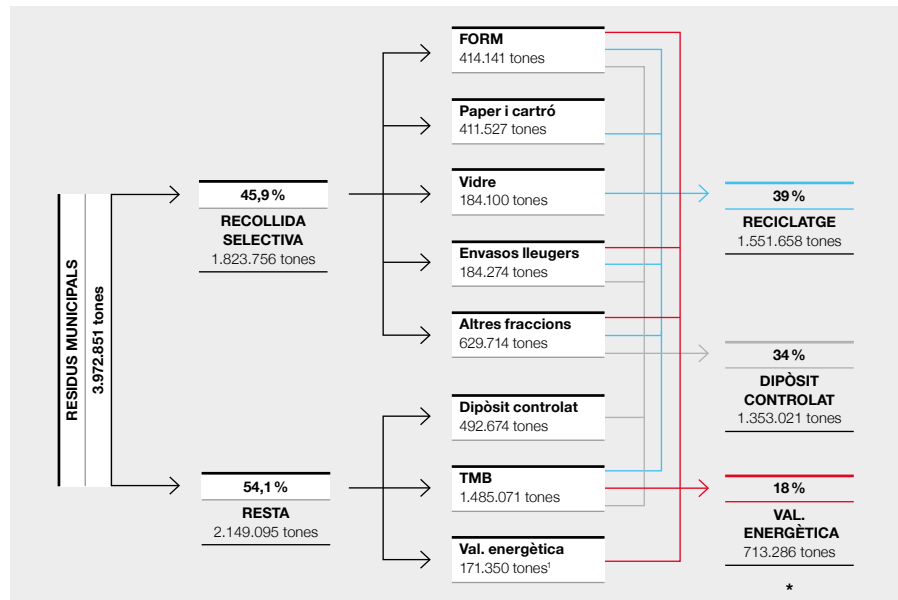 RESIDUS MUNICIPALS
3.972.851 tones
45,9 %
RECOLLIDA
SELECTIVA
1.823.756 tones
54,1 %
RESTA
2.149.095 tones
FORM
414.141 tones
Paper i cartró
411.527 tones
Vidre
184.100 tones
Envasos lleugers
184.274 tones
Altres fraccions
629.714 tones
Dipòsit controlat
492.674 tones
TMB
1.485.071 tones
Val. energètica
171.350 tones¹
39 %
RECICLATGE
1.551.658 tones
34 %
DIPÒSIT
CONTROLAT
1.353.021 tones
18 %
VAL.
ENERGÈTICA
713.286 tones
*